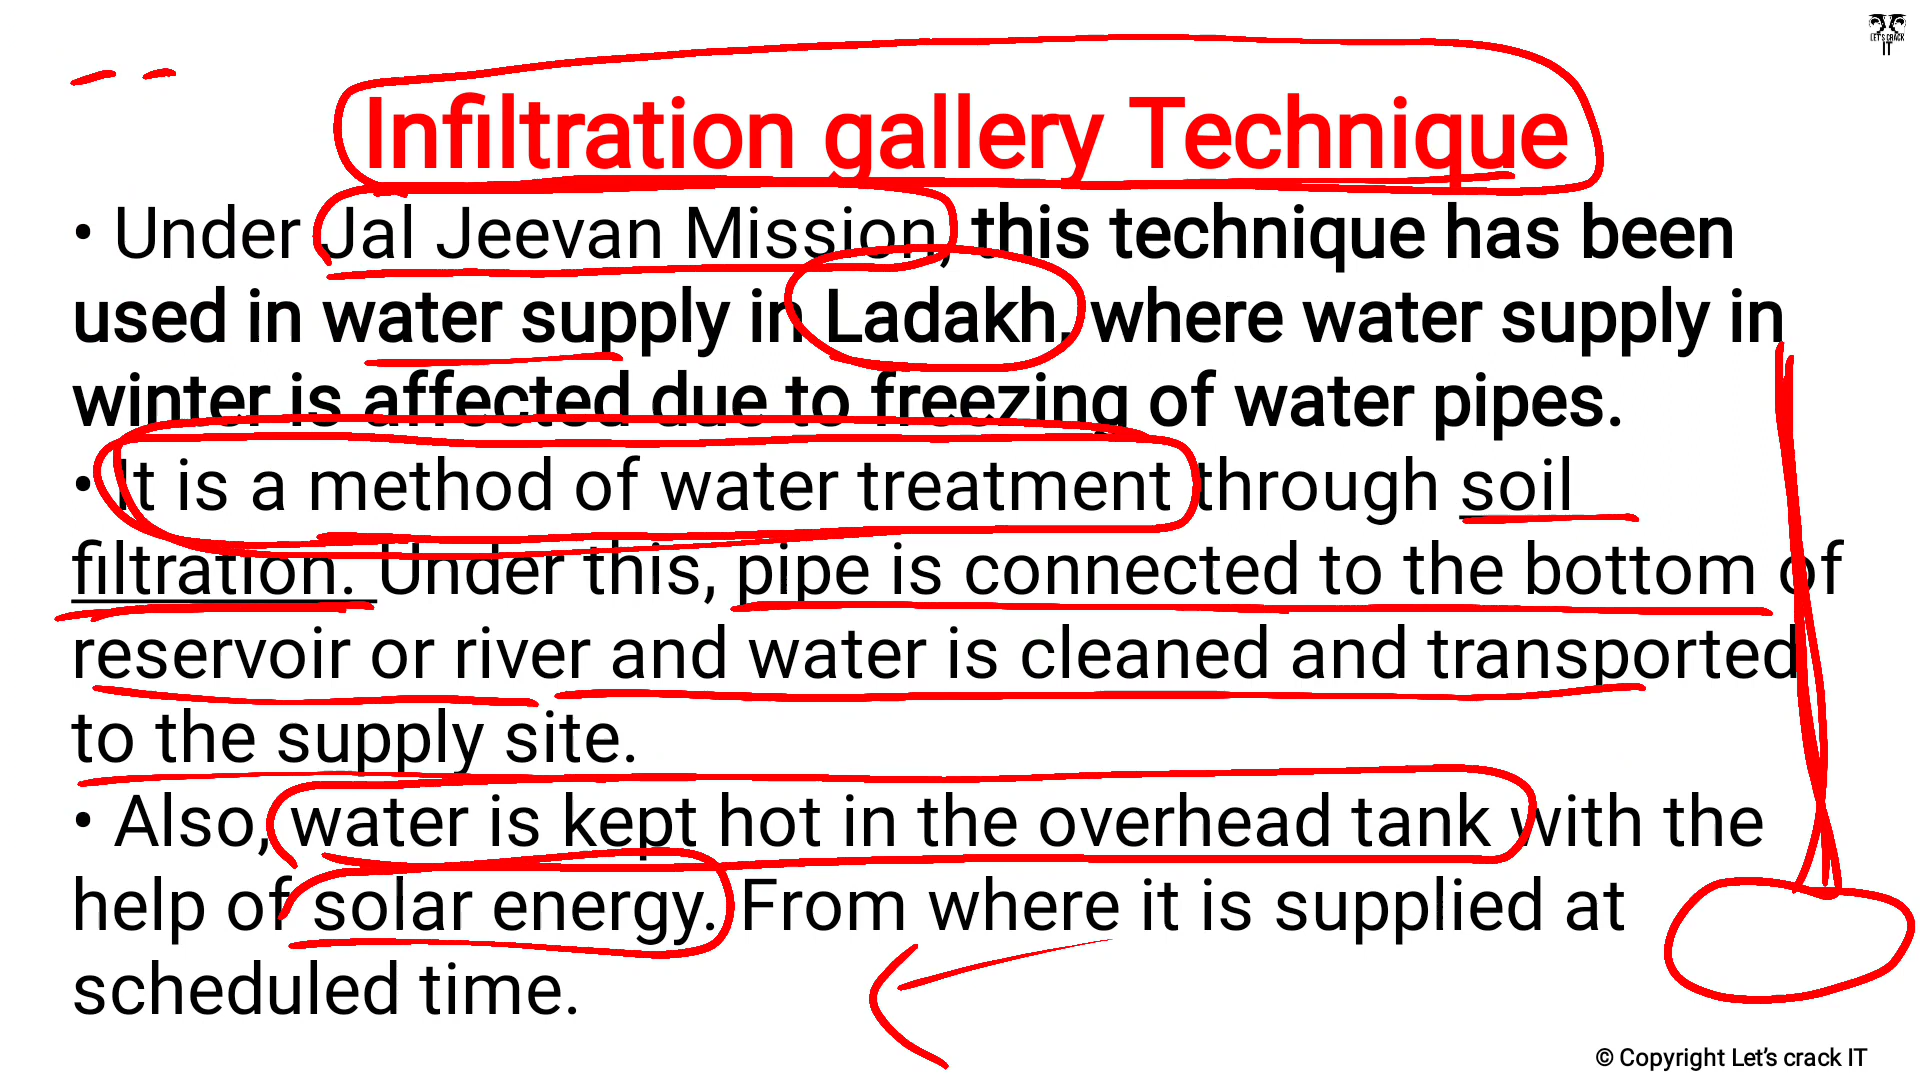 LET'S CRACK
IT
Infiltration gallery Technique
• Under Jal Jeevan Mission, this technique has been
used in water supply in Ladakh, where water supply in
winter is affected due to freezing of water pipes.
• It is a method of water treatment through soil
filtration. Under this, pipe is connected to the bottom of
reservoir or river and water is cleaned and transported
to the supply site.
• Also, water is kept hot in the overhead tank with the
help of solar energy. From where it is supplied at
scheduled time.
© Copyright Let's crack IT